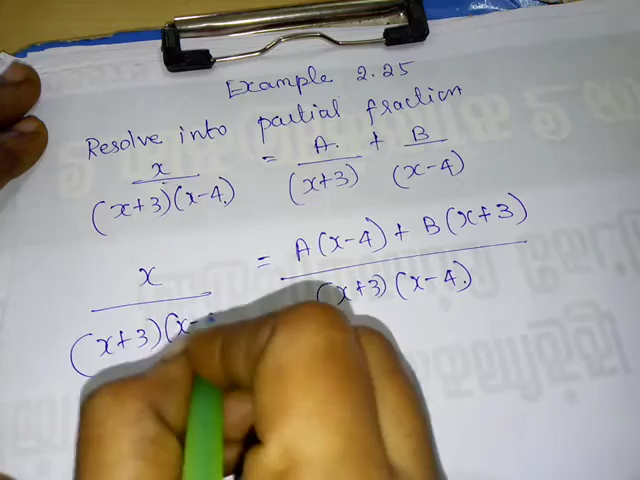 Example 2.25
Resolve into partial fraction
x/(x+3)(x-4) = A/(x+3) + B/(x-4)
x/(x+3)(x- = A(x-4) + B(x+3)/(x+3)(x-4)